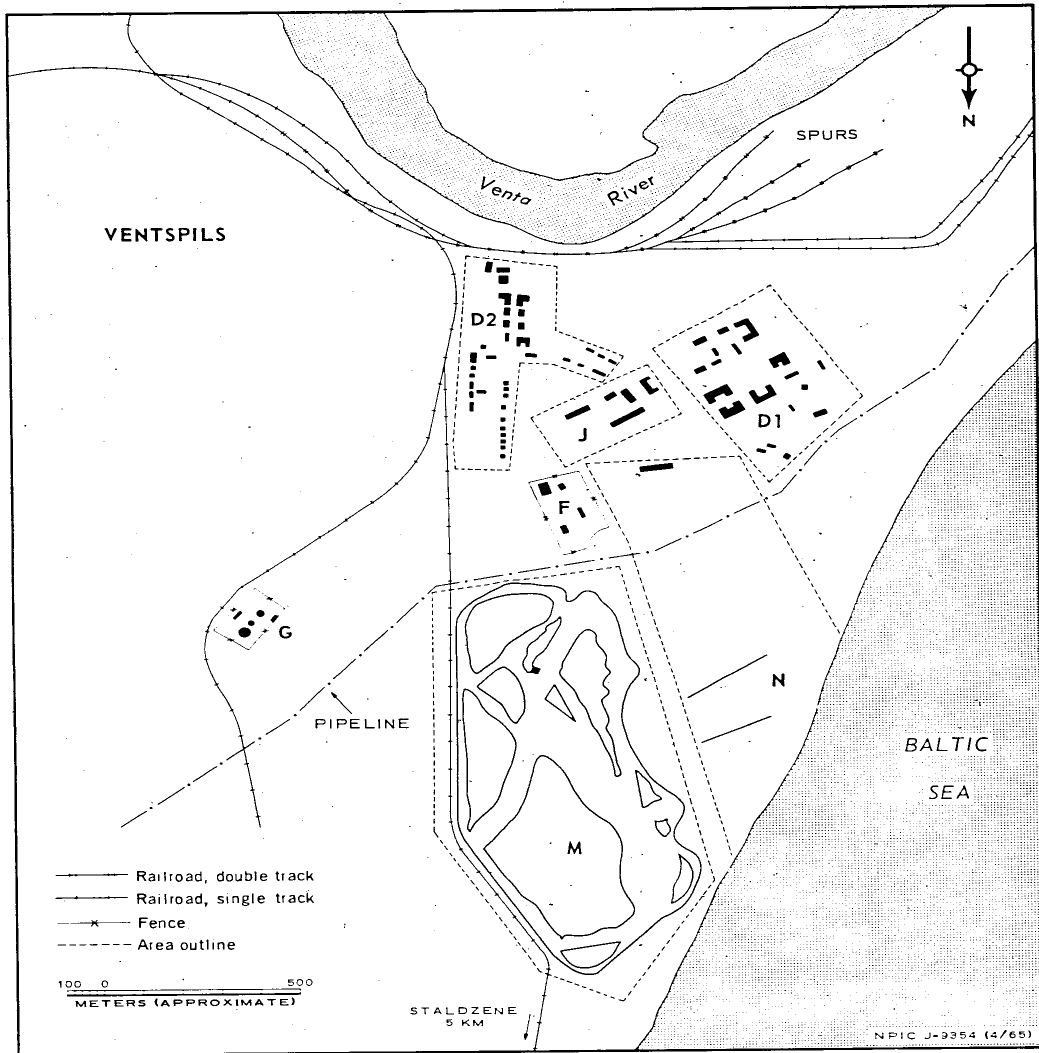 N
SPURS
Venta River
VENTSPILS
D2
D1
J
F
G
PIPELINE
N
BALTIC
SEA
M
Railroad, double track
Railroad, single track
Fence
Area outline
100 0 500
METERS (APPROXIMATE)
STALDZENE
5 KM
NPIC J-9354 (4/65)